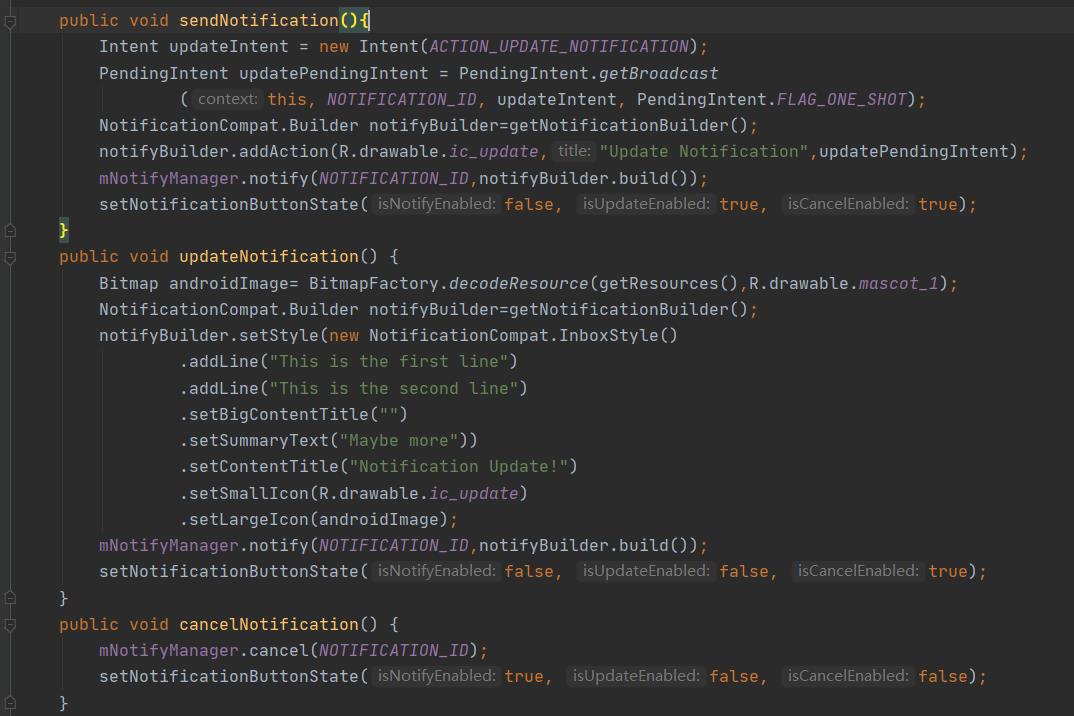 public void sendNotification(){
Intent updateIntent = new Intent(ACTION_UPDATE_NOTIFICATION);
PendingIntent updatePendingIntent = PendingIntent.getBroadcast
( context: this, NOTIFICATION_ID, updateIntent, PendingIntent.FLAG_ONE_SHOT);
NotificationCompat.Builder notifyBuilder=getNotificationBuilder();
notifyBuilder.addAction(R.drawable.ic_update, title: "Update Notification",updatePendingIntent);
mNotifyManager.notify(NOTIFICATION_ID,notifyBuilder.build());
setNotificationButtonState( isNotifyEnabled: false, isUpdateEnabled: true, isCancelEnabled: true);
}
public void updateNotification() {
Bitmap androidImage= BitmapFactory.decodeResource(getResources(),R.drawable.mascot_1);
NotificationCompat.Builder notifyBuilder=getNotificationBuilder();
notifyBuilder.setStyle(new NotificationCompat.InboxStyle()
.addLine("This is the first line")
.addLine("This is the second line")
.setBigContentTitle("")
.setSummaryText("Maybe more"))
.setContentTitle("Notification Update!")
.setSmallIcon(R.drawable.ic_update)
.setLargeIcon(androidImage);
mNotifyManager.notify(NOTIFICATION_ID,notifyBuilder.build());
setNotificationButtonState( isNotifyEnabled: false, isUpdateEnabled: false, isCancelEnabled: true);
}
public void cancelNotification() {
mNotifyManager.cancel(NOTIFICATION_ID);
setNotificationButtonState( isNotifyEnabled: true, isUpdateEnabled: false, isCancelEnabled: false);
}